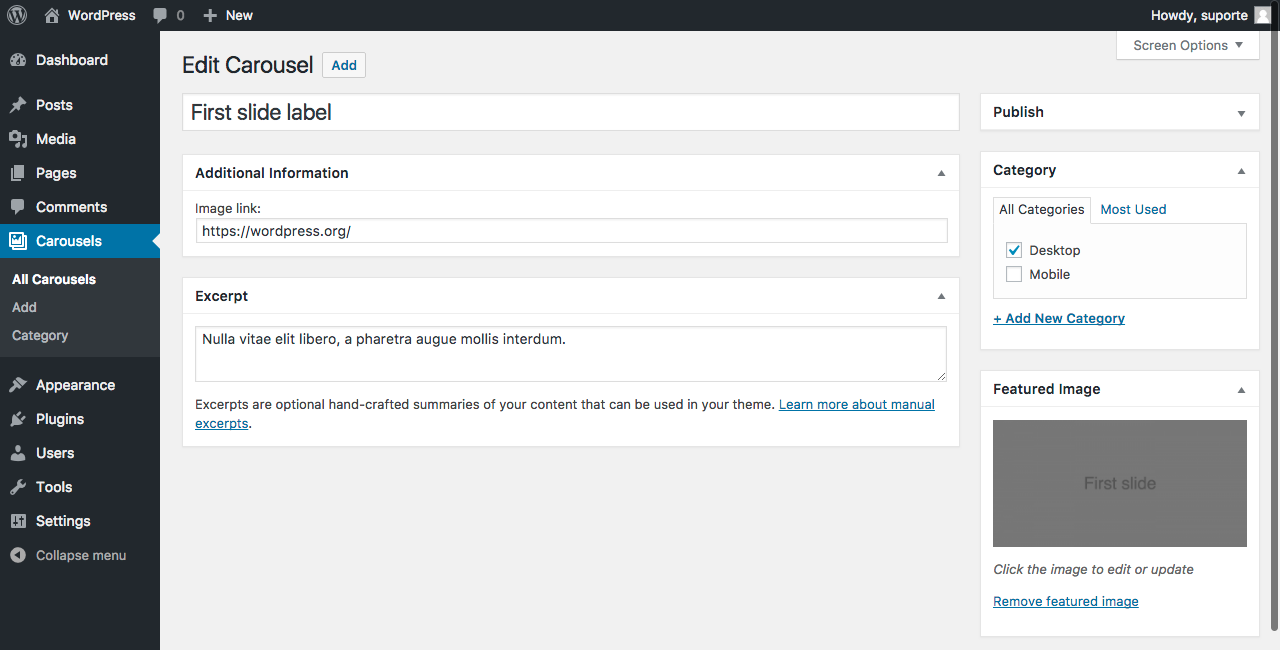 WordPress 0 New Howdy, suporte
Screen Options
Dashboard
Posts
Media
Pages
Comments
Carousels
All Carousels
Add
Category
Appearance
Plugins
Users
Tools
Settings
Collapse menu
Edit Carousel Add
First slide label
Additional Information
Image link:
https://wordpress.org/
Excerpt
Nulla vitae elit libero, a pharetra augue mollis interdum.
Excerpts are optional hand-crafted summaries of your content that can be used in your theme. Learn more about manual
excerpts.
Publish
Category
All Categories Most Used
Desktop
Mobile
+ Add New Category
Featured Image
First slide
Click the image to edit or update
Remove featured image